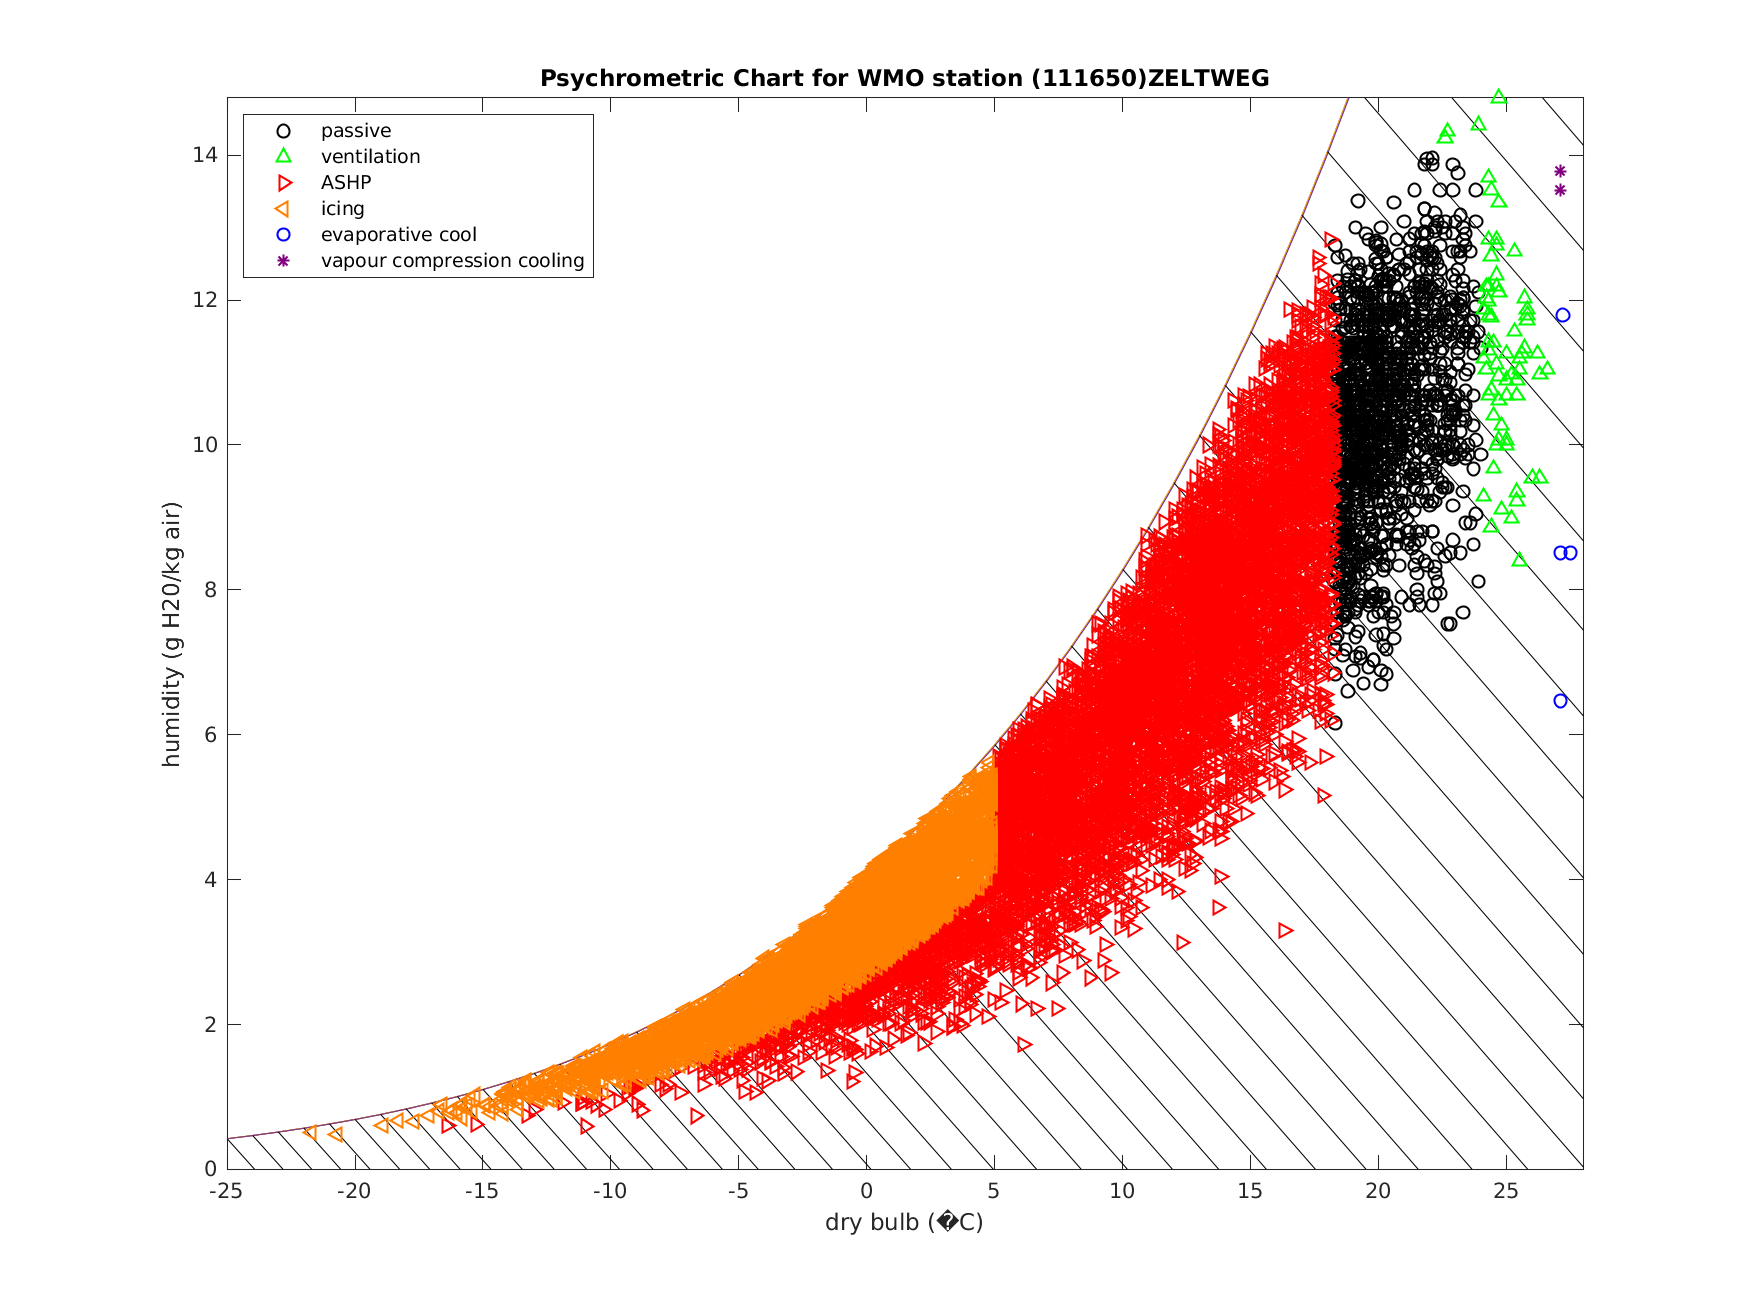 Psychrometric Chart for WMO station (111650)ZELTWEG
passive
ventilation
ASHP
icing
evaporative cool
vapour compression cooling
humidity (g H20/kg air)
14
12
10
8
6
4
2
0
-25 -20 -15 -10 -5 0 5 10 15 20 25
dry bulb (�C)